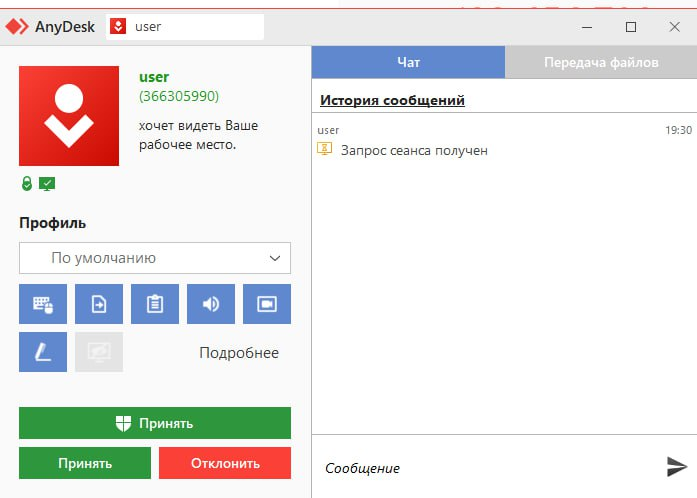 AnyDesk
user
user
(366305990)
хочет видеть Ваше
рабочее место.
Профиль
По умолчанию
Подробнее
Принять
Принять
Отклонить
Чат
Передача файлов
История сообщений
user
19:30
Запрос сеанса получен
Сообщение